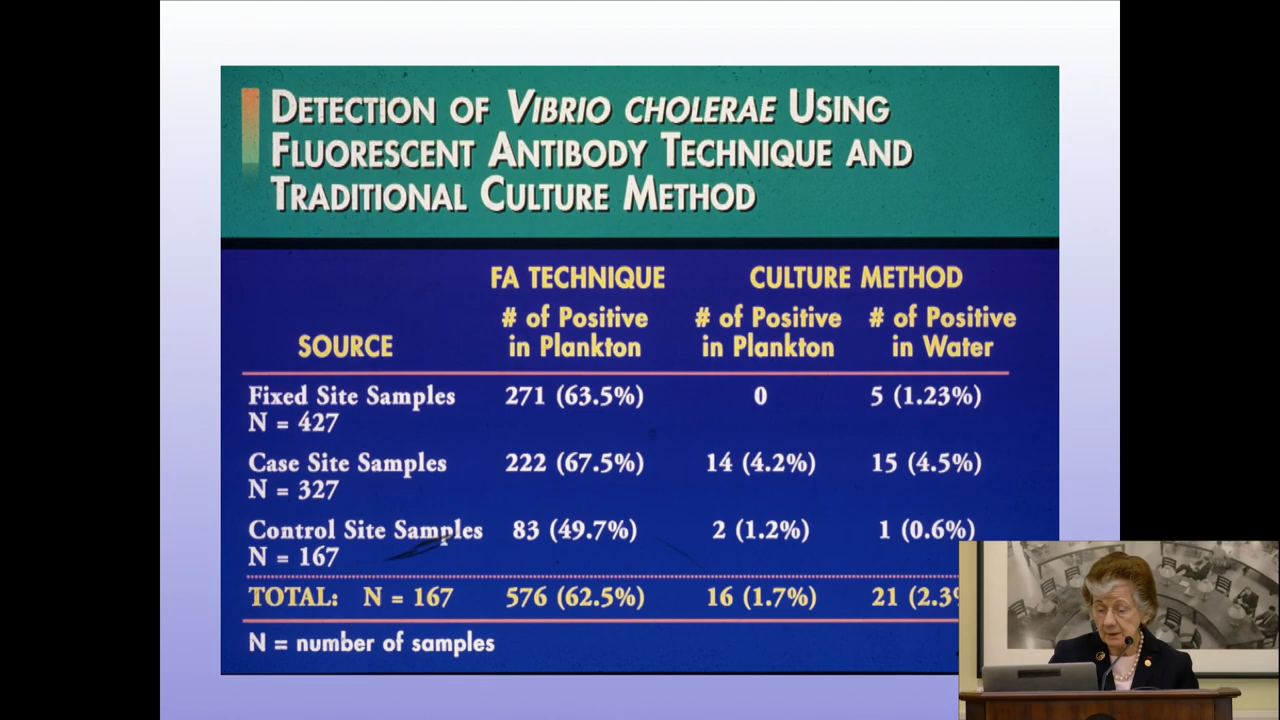 DETECTION OF VIBRIO CHOLERAE USING
FLUORESCENT ANTIBODY TECHNIQUE AND
TRADITIONAL CULTURE METHOD
FA TECHNIQUE CULTURE METHOD
# of Positive # of Positive # of Positive
SOURCE in Plankton in Plankton in Water
Fixed Site Samples 271 (63.5%) 0 5 (1.23%)
N = 427
Case Site Samples 222 (67.5%) 14 (4.2%) 15 (4.5%)
N = 327
Control Site Samples 83 (49.7%) 2 (1.2%) 1 (0.6%)
N = 167
TOTAL: N = 167 576 (62.5%) 16 (1.7%) 21 (2.3%
N = number of samples